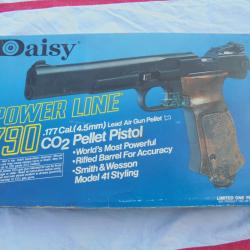 Daisy
POWER LINE
790
.177 Cal. (4.5mm) Lead Air Gun Pellet
CO2 Pellet Pistol
•World's Most Powerful
•Rifled Barrel For Accuracy
•Smith & Wesson
Model 41 Styling
LIMITED ONE